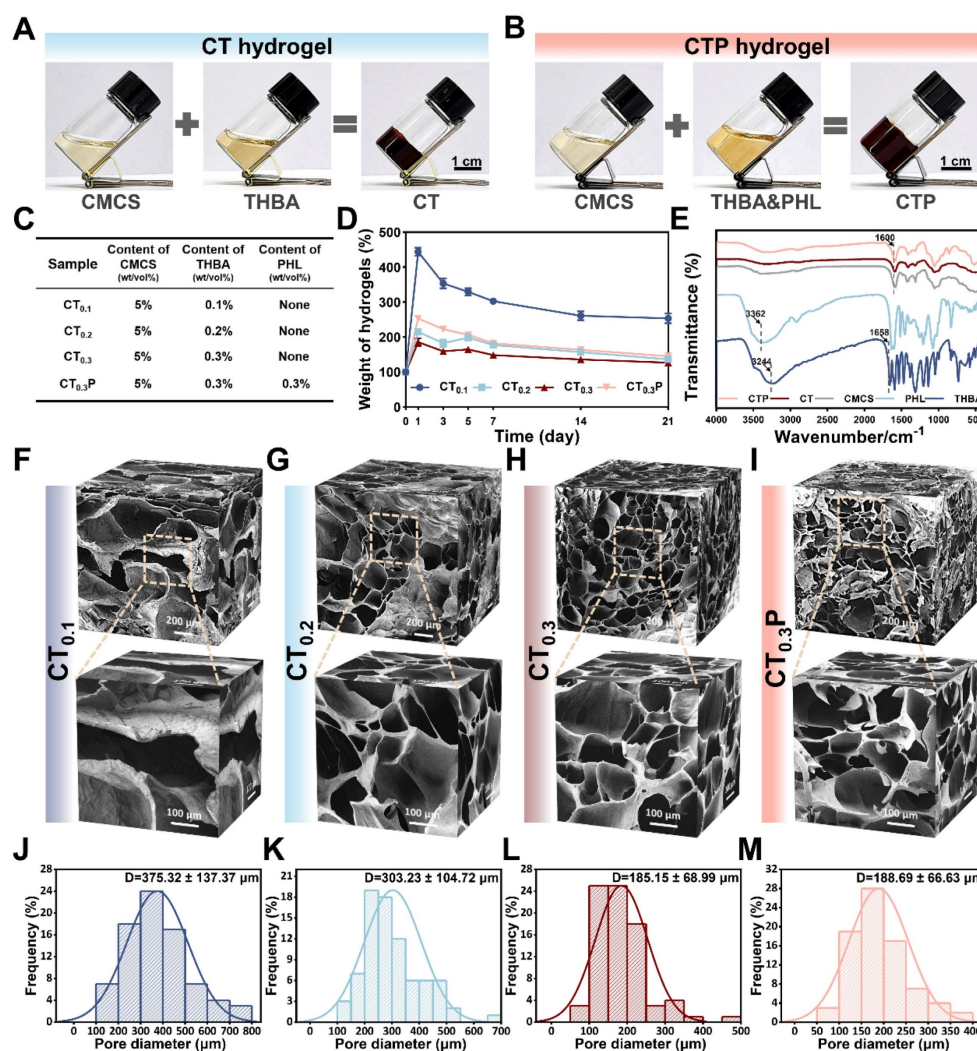 A
CT hydrogel
CMCS
+
THBA
=
CT
1 cm
B
CTP hydrogel
CMCS
+
THBA&PHL
=
CTP
1 cm
C
Sample
Content of CMCS (wt/vol%)
Content of THBA (wt/vol%)
Content of PHL (wt/vol%)
CT0.1 5% 0.1% None
CT0.2 5% 0.2% None
CT0.3 5% 0.3% None
CT0.3P 5% 0.3% 0.3%
D
Weight of hydrogels (%)
500
400
300
200
100
0
CT0.1 CT0.2 CT0.3 CT0.3P
0 1 3 5 7 14 21
Time (day)
E
Transmittance (%)
1600
3362
1658
3244
CTP CT CMCS PHL THBA
4000 3500 3000 2500 2000 1500 1000
Wavenumber/cm-1
F
CT0.1
200 μm
100 μm
G
CT0.2
200 μm
100 μm
H
CT0.3
200 μm
100 μm
I
CT0.3P
200 μm
100 μm
J
D=375.32 ± 137.37 μm
Frequency (%)
28
24
20
16
12
8
4
0
0 100 200 300 400 500 600 700 800
Pore diameter (μm)
K
D=303.23 ± 104.72 μm
Frequency (%)
21
18
15
12
9
6
3
0
0 100 200 300 400 500 600 700
Pore diameter (μm)
L
D=185.15 ± 68.99 μm
Frequency (%)
28
24
20
16
12
8
4
0
0 100 200 300 400 500
Pore diameter (μm)
M
D=188.69 ± 66.63 μm
Frequency (%)
32
28
24
20
16
12
8
4
0
0 50 100 150 200 250 300 350 400
Pore diameter (μm)